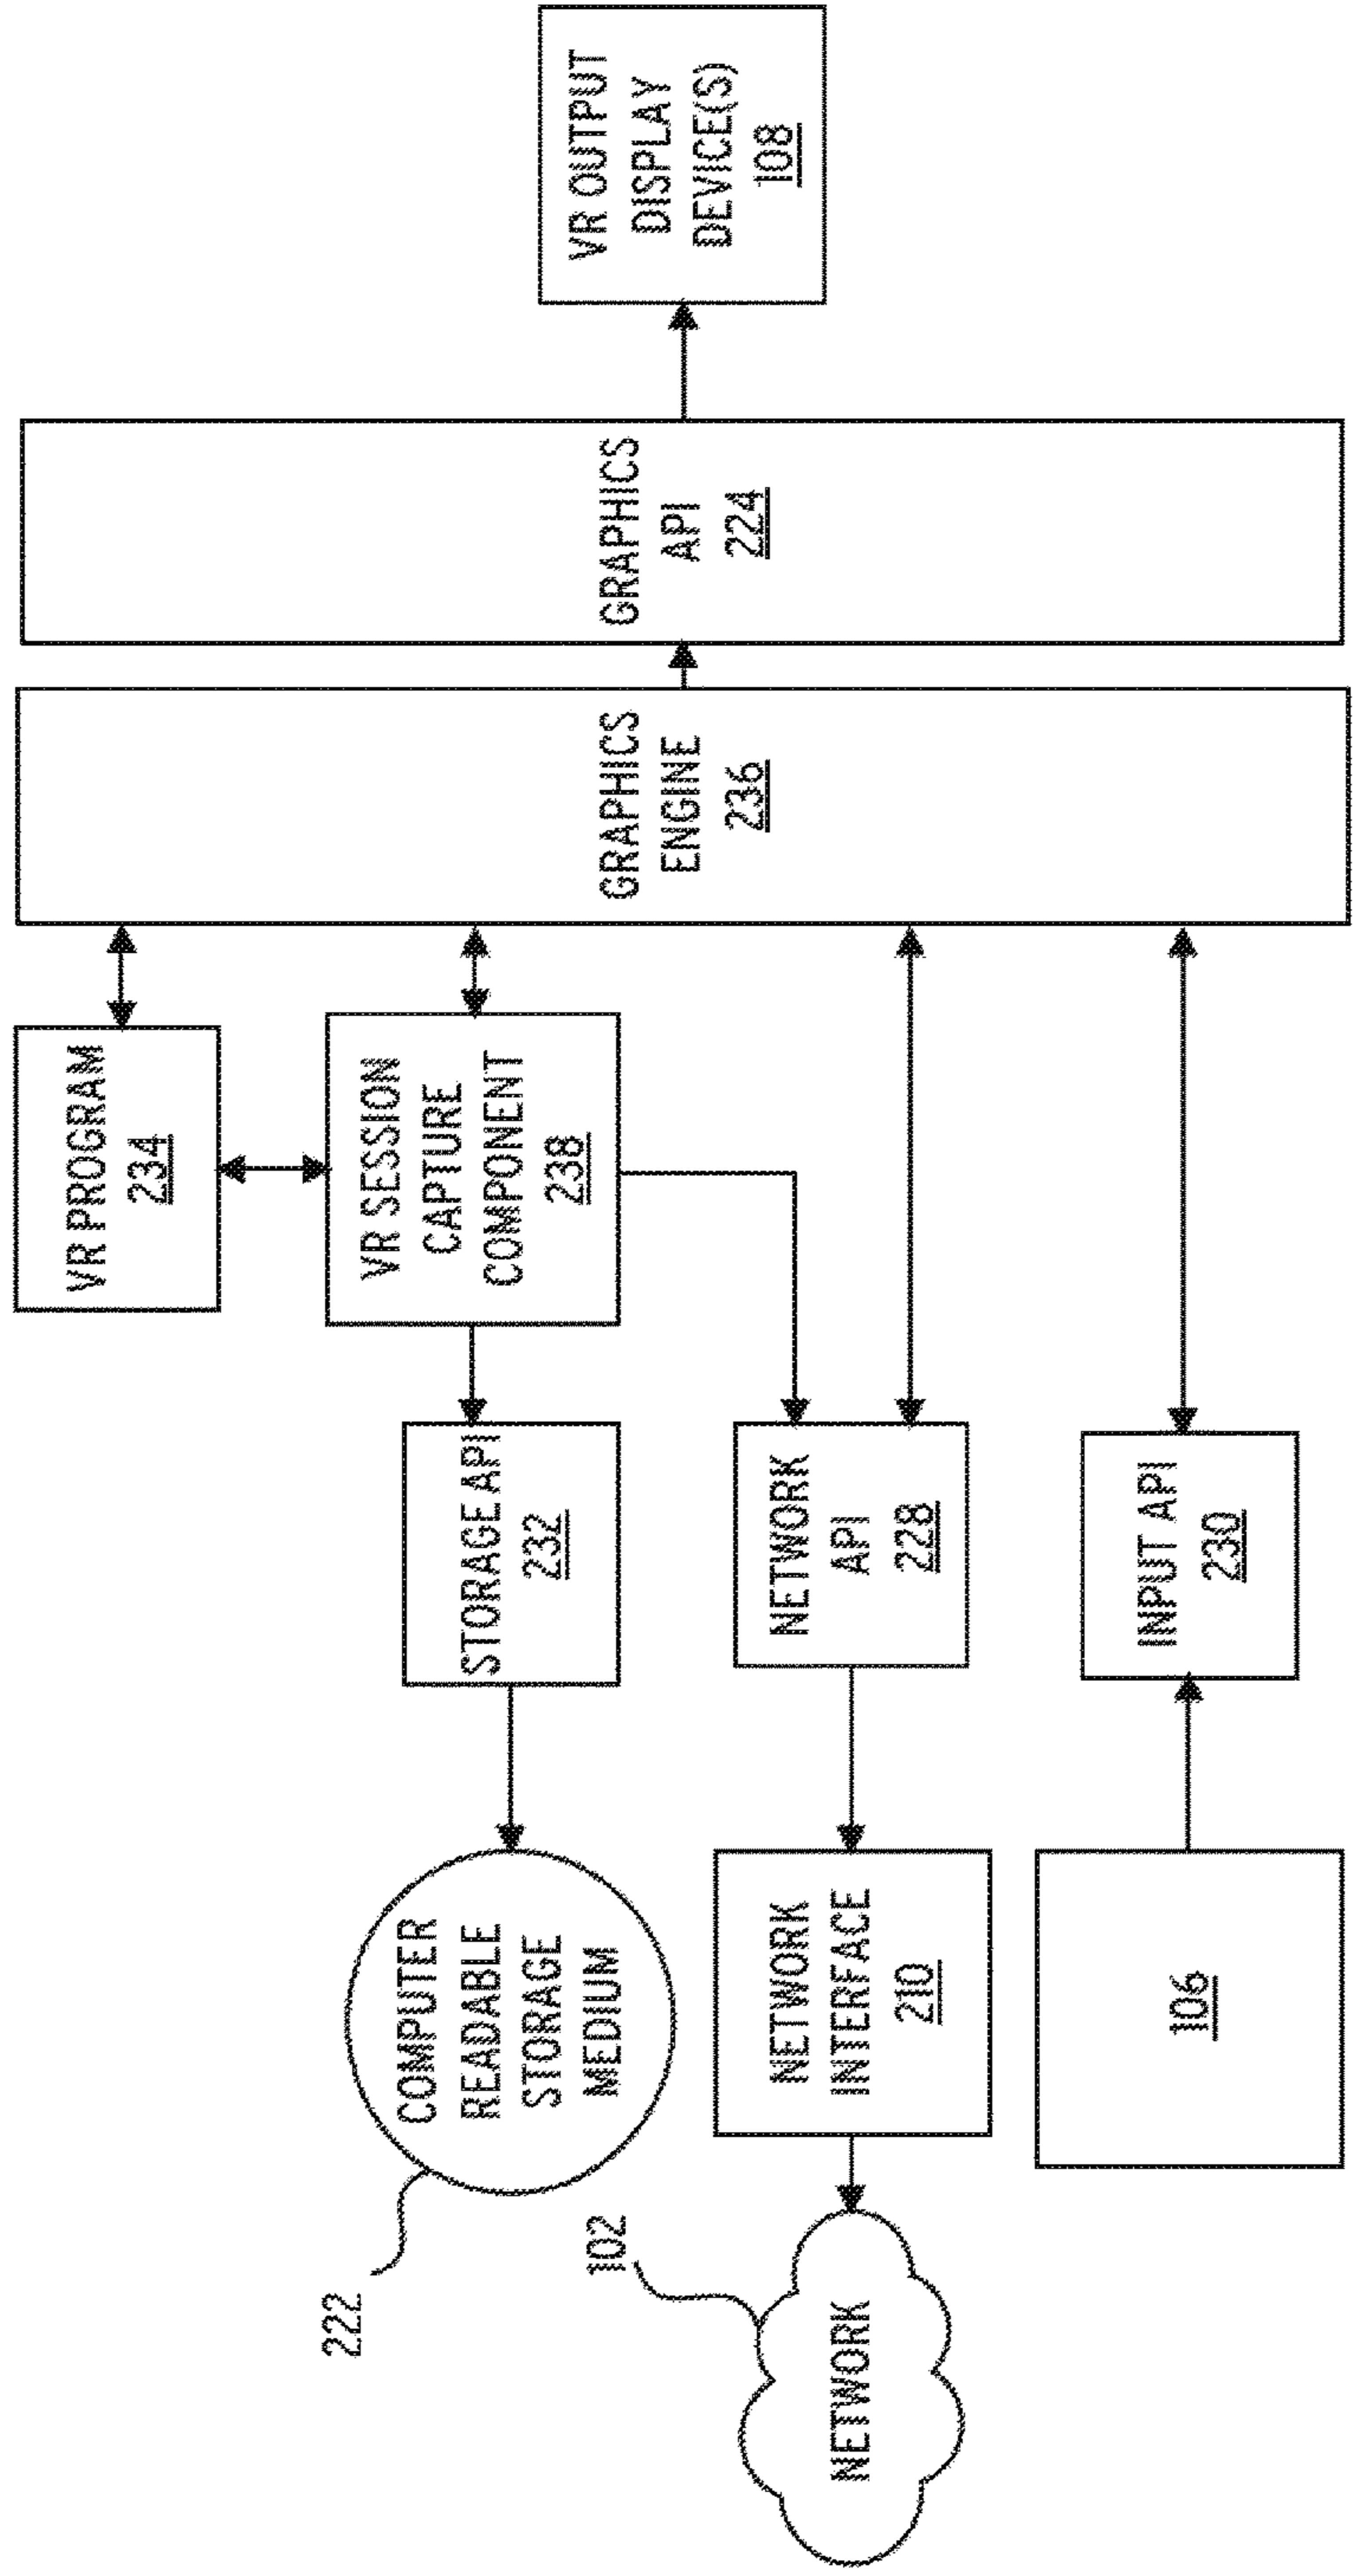 VR PROGRAM
234
VR SESSION
CAPTURE
COMPONENT
238
STORAGE API
232
COMPUTER
READABLE
STORAGE
MEDIUM
222
102
NETWORK
NETWORK
INTERFACE
210
NETWORK
API
228
106
INPUT API
230
GRAPHICS
ENGINE
236
GRAPHICS
API
224
VR OUTPUT
DISPLAY
DEVICE(S)
108